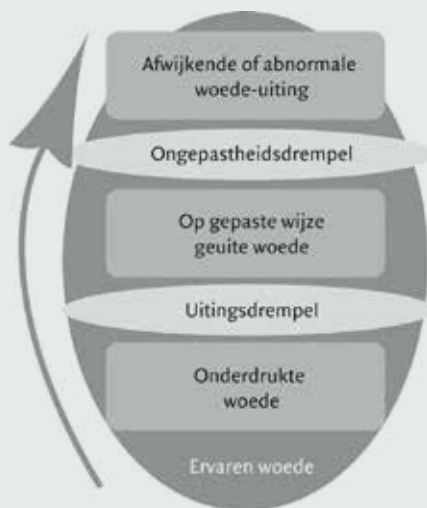 Afwijkende of abnormale
woede-uiting
Ongepastheidsdrempel
Op gepaste wijze
geuite woede
Uitingsdrempel
Onderdrukte
woede
Ervaren woede